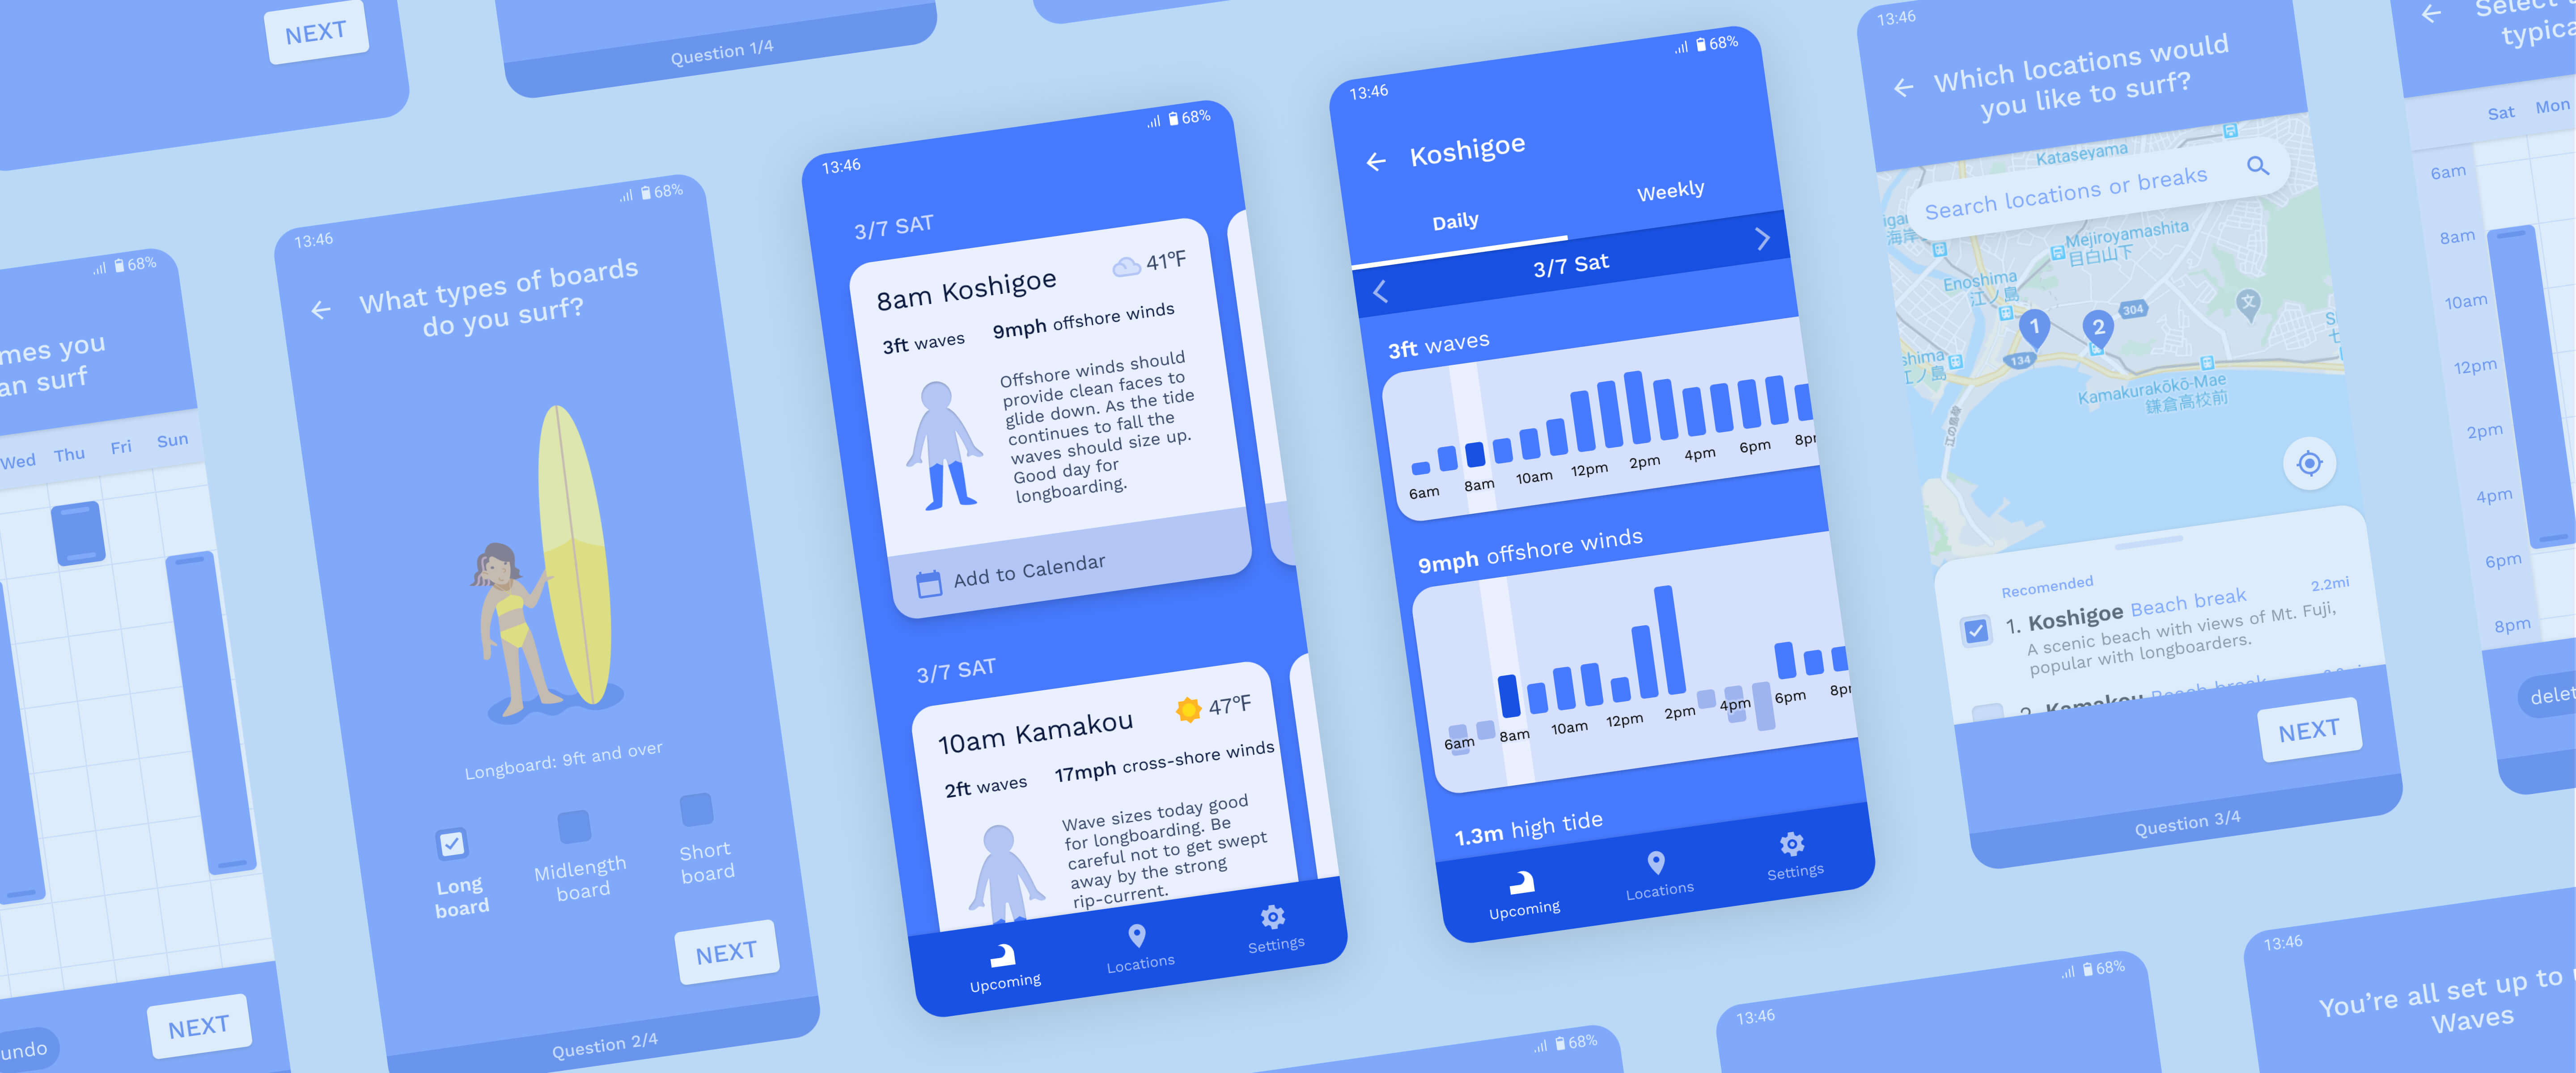 NEXT
Question 1/4
68%
mes you
an surf
Wed Thu Fri Sun
undo
NEXT
13:46 68%
What types of boards
do you surf?
Longboard: 9ft and over
Long
board
Midlength
board
Short
board
NEXT
Question 2/4
13:46 68%
3/7 SAT
8am Koshigoe 41°F
3ft waves 9mph offshore winds
Offshore winds should
provide clean faces to
glide down. As the tide
continues to fall the
waves should size up.
Good day for
longboarding.
Add to Calendar
3/7 SAT
10am Kamakou 47°F
2ft waves 17mph cross-shore winds
Wave sizes today good
for longboarding. Be
careful not to get swept
away by the strong
rip-current.
Upcoming Locations Settings
13:46 68%
Koshigoe
Daily Weekly
3/7 Sat
3ft waves
6am 8am 10am 12pm 2pm 4pm 6pm 8pm
9mph offshore winds
6am 8am 10am 12pm 2pm 4pm 6pm 8pm
1.3m high tide
Upcoming Locations Settings
13:46
Which locations would
you like to surf?
Kataseyama
Search locations or breaks
海岸
Mejiroyamashita
目白山下
Enoshima
江ノ島
304
文
1 2
134
shima
江ノ島
Kamakurakōkō-Mae
鎌倉高校前
Recomended
1. Koshigoe Beach break 2.2mi
A scenic beach with views of Mt. Fuji,
popular with longboarders.
2. Kamakou Beach break
NEXT
Question 3/4
Select
typica
Sat Mon
6am
8am
10am
12pm
2pm
4pm
6pm
8pm
delet
68%
13:46 68%
13:46
You're all set up to
Waves